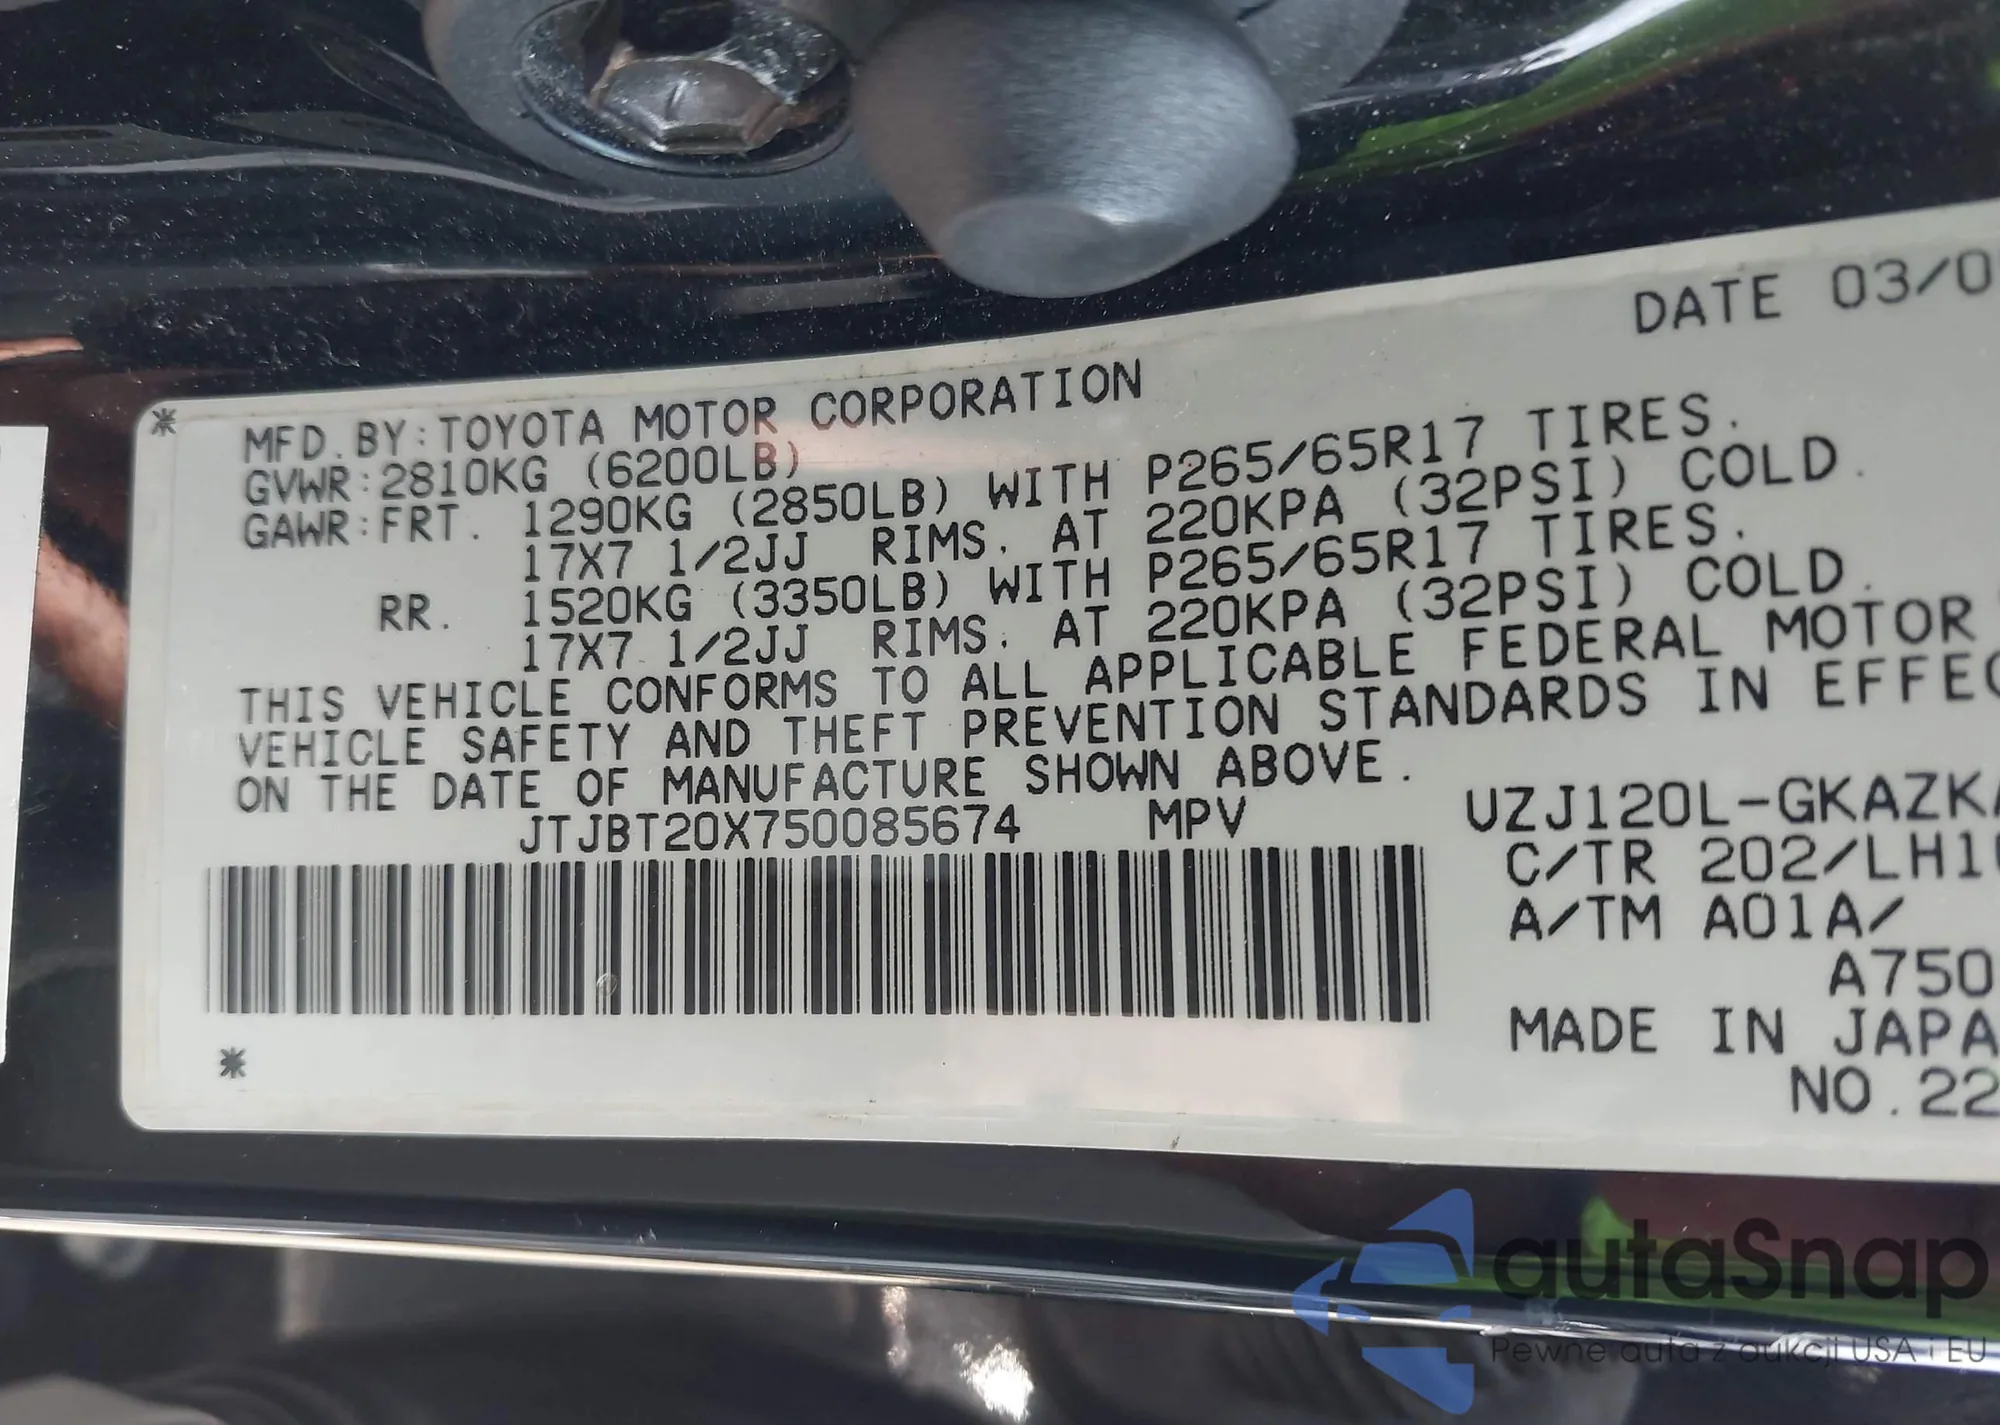 DATE 03/0
* MFD.BY:TOYOTA MOTOR CORPORATION
GVWR:2810KG (6200LB)
GAWR:FRT. 1290KG (2850LB) WITH P265/65R17 TIRES.
17X7 1/2JJ RIMS. AT 220KPA (32PSI) COLD.
RR. 1520KG (3350LB) WITH P265/65R17 TIRES.
17X7 1/2JJ RIMS. AT 220KPA (32PSI) COLD.
THIS VEHICLE CONFORMS TO ALL APPLICABLE FEDERAL MOTOR
VEHICLE SAFETY AND THEFT PREVENTION STANDARDS IN EFFEC
ON THE DATE OF MANUFACTURE SHOWN ABOVE.
JTJBT20X750085674 MPV UZJ120L-GKAZKA
C/TR 202/LH1
A/TM A01A/
A750
MADE IN JAPA
*
NO.22
autaSnap
Pewne auta z aukcji USA i EU